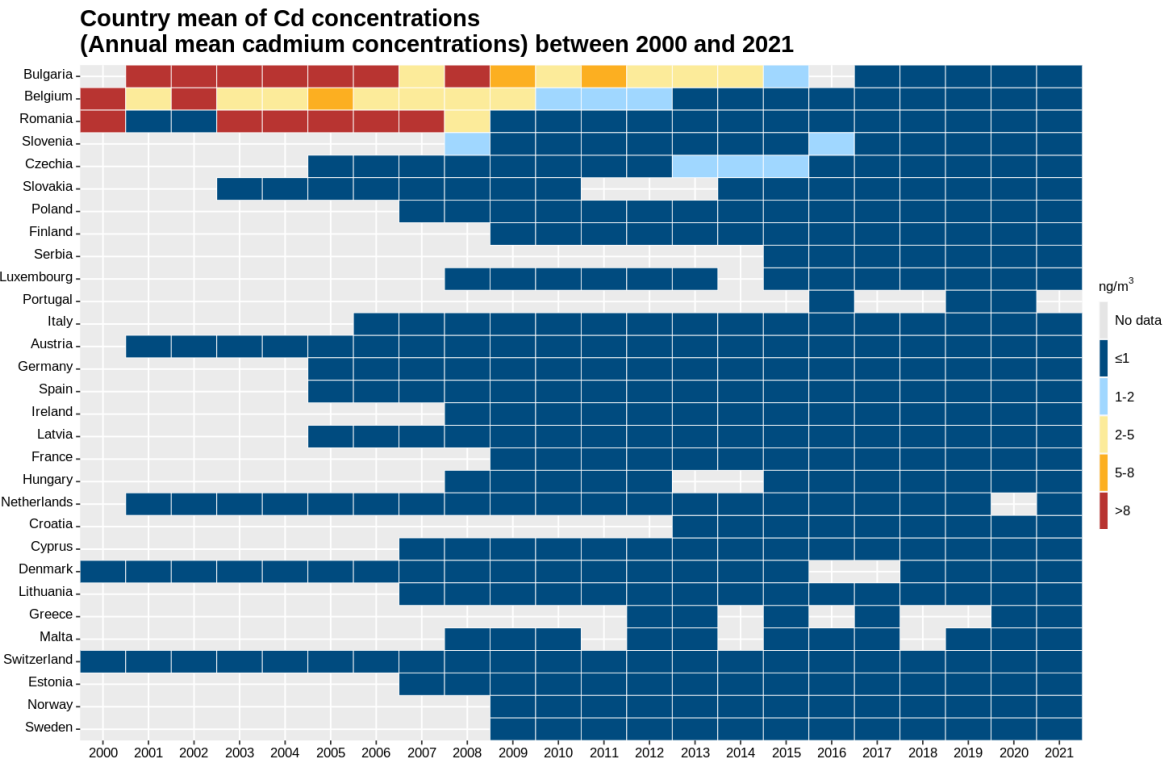 Country mean of Cd concentrations
(Annual mean cadmium concentrations) between 2000 and 2021
Bulgaria
Belgium
Romania
Slovenia
Czechia
Slovakia
Poland
Finland
Serbia
Luxembourg
Portugal
Italy
Austria
Germany
Spain
Ireland
Latvia
France
Hungary
Netherlands
Croatia
Cyprus
Denmark
Lithuania
Greece
Malta
Switzerland
Estonia
Norway
Sweden
2000 2001 2002 2003 2004 2005 2006 2007 2008 2009 2010 2011 2012 2013 2014 2015 2016 2017 2018 2019 2020 2021
ng/m³
No data
≤1
1-2
2-5
5-8
>8